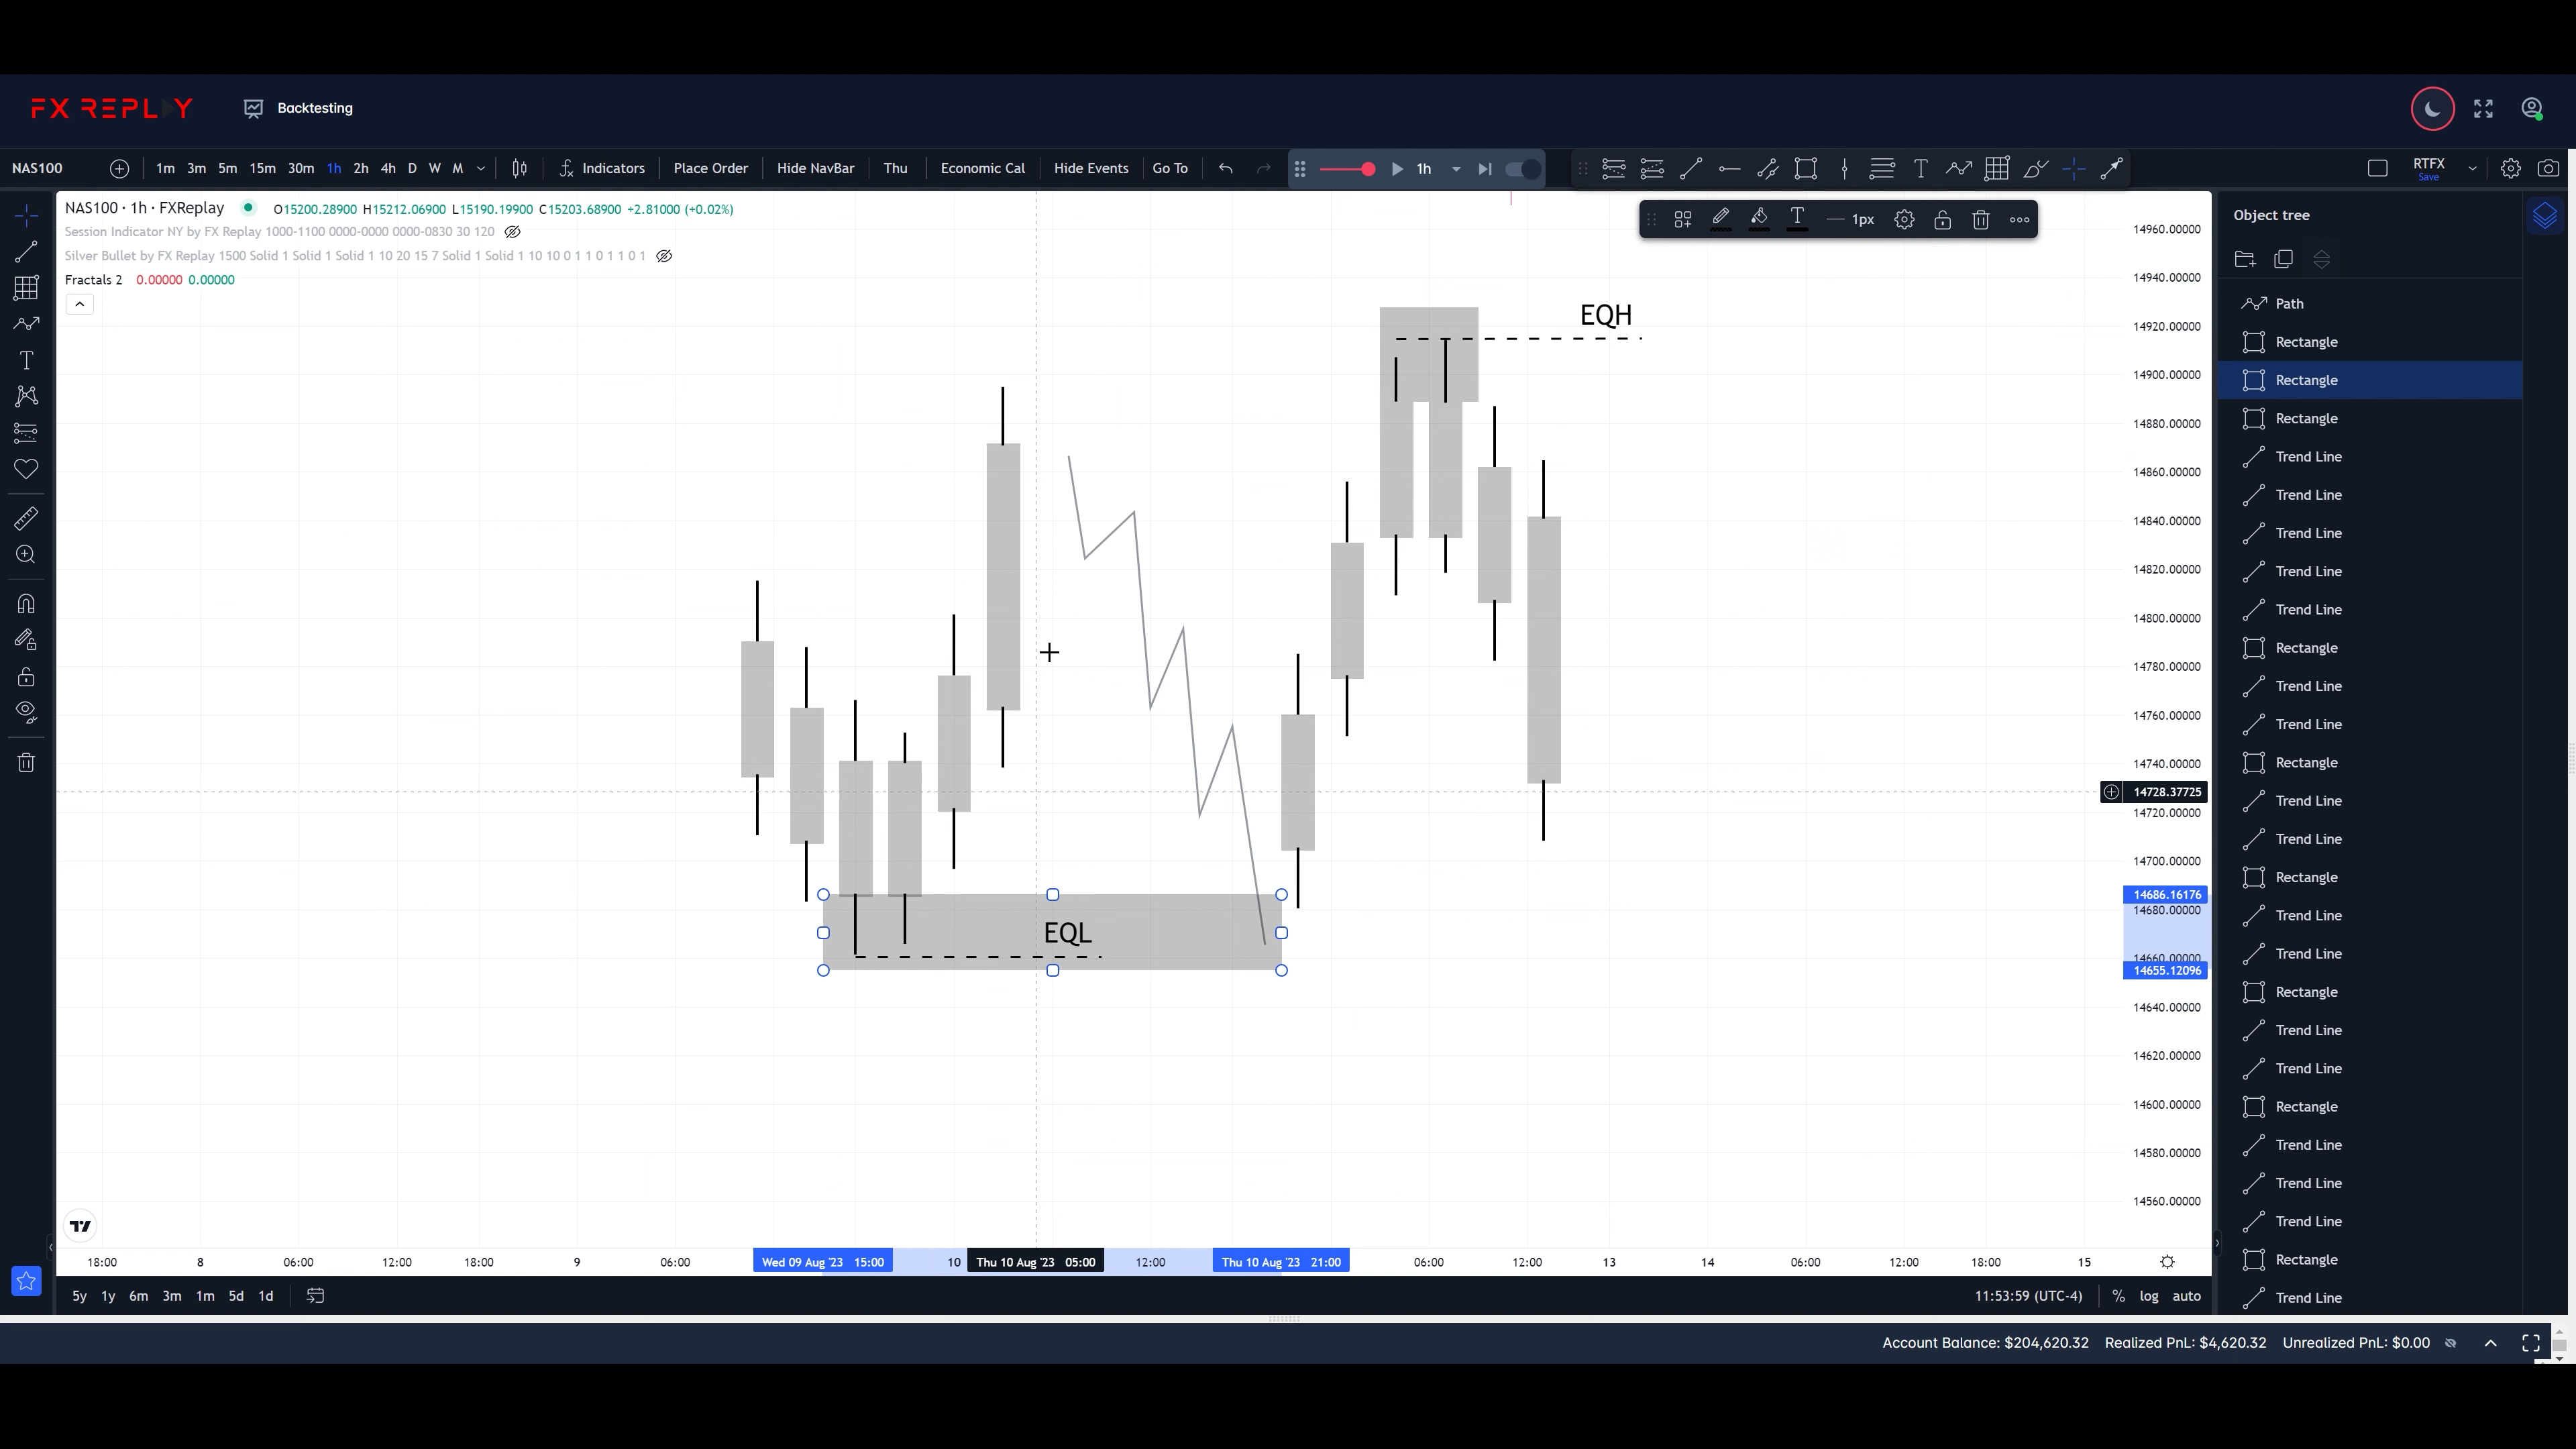 FX REPLAY
Backtesting
NAS100 1m 3m 5m 15m 30m 1h 2h 4h D W M Indicators Place Order Hide NavBar Thu Economic Cal Hide Events Go To 1h RTFX
Save
NAS100 · 1h · FXReplay O15200.28900 H15212.06900 L15190.19900 C15203.68900 +2.81000 (+0.02%)
Session Indicator NY by FX Replay 1000-1100 0000-0000 0000-0830 30 120
Silver Bullet by FX Replay 1500 Solid 1 Solid 1 Solid 1 10 20 15 7 Solid 1 Solid 1 10 10 0 1 1 0 1 1 0 1
Fractals 2 0.00000 0.00000
1px
EQH
EQL
14960.00000
14940.00000
14920.00000
14900.00000
14880.00000
14860.00000
14840.00000
14820.00000
14800.00000
14780.00000
14760.00000
14740.00000
14728.37725
14720.00000
14700.00000
14686.16176
14680.00000
14660.00000
14655.12096
14640.00000
14620.00000
14600.00000
14580.00000
14560.00000
18:00 8 06:00 12:00 18:00 9 06:00 Wed 09 Aug '23 15:00 10 Thu 10 Aug '23 05:00 12:00 Thu 10 Aug '23 21:00 06:00 12:00 13 14 06:00 12:00 18:00 15
5y 1y 6m 3m 1m 5d 1d 11:53:59 (UTC-4) % log auto
Object tree
Path
Rectangle
Rectangle
Rectangle
Trend Line
Trend Line
Trend Line
Trend Line
Trend Line
Rectangle
Trend Line
Trend Line
Rectangle
Trend Line
Trend Line
Rectangle
Trend Line
Trend Line
Rectangle
Trend Line
Trend Line
Rectangle
Trend Line
Trend Line
Trend Line
Rectangle
Trend Line
Account Balance: $204,620.32 Realized PnL: $4,620.32 Unrealized PnL: $0.00